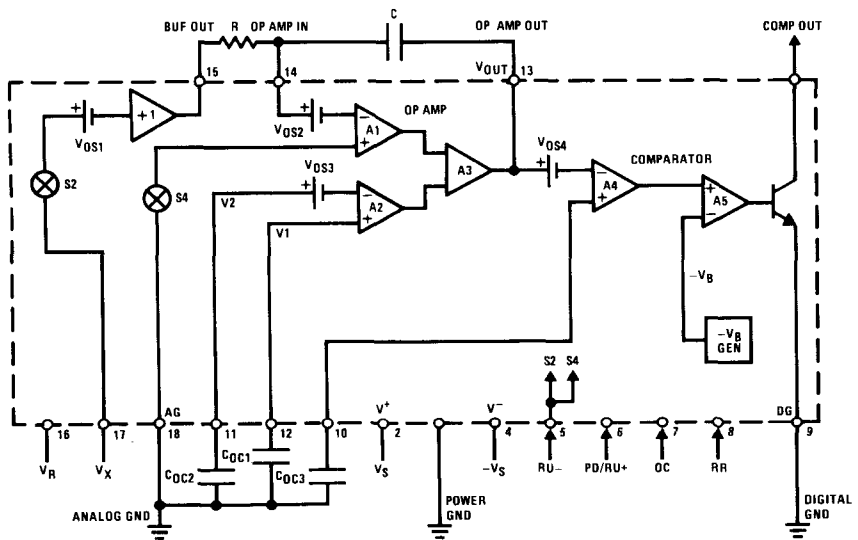 BUF OUT R OP AMP IN C OP AMP OUT COMP OUT
15 14 VOUT 13
+ +1 + OP AMP
VOS1 VOS2 − A1 +
VOS4
S2 S4 VOS3 A3 + − COMPARATOR
V2 + − A2 + A4 + + A5 −
V1
−VB
−VB
GEN
S2 S4
AG V+ V− DG
16 17 18 11 12 10 2 4 5 6 7 8 9
VR VX COC2 COC1 COC3 VS −VS RU− PD/RU+ OC RR
ANALOG GND POWER
GND DIGITAL
GND